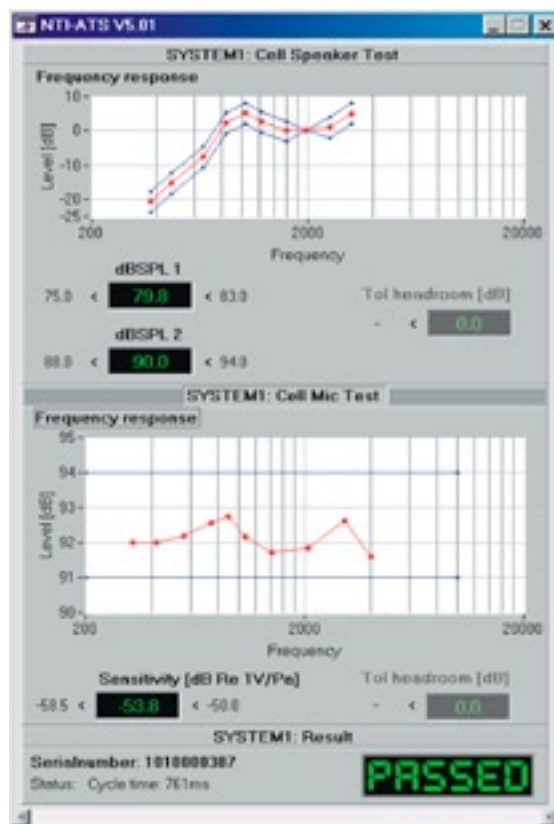 NTI-ATS V5.01
SYSTEM1: Cell Speaker Test
Frequency response
Level [dB]
10
0
-10
-20
-25
200 2000 20000
Frequency
dBSPL 1
75.0 < 79.8 < 83.0
Tol headroom [dB]
- < 0.0
dBSPL 2
88.0 < 90.0 < 94.0
SYSTEM1: Cell Mic Test
Frequency response
Level [dB]
95
94
93
92
91
90
200 2000 20000
Frequency
Sensitivity [dB Re 1V/Pa]
-58.5 < -53.8 < -50.0
Tol headroom [dB]
- < 0.0
SYSTEM1: Result
Serialnumber: 1010000387
Status: Cycle time: 761ms
PASSED